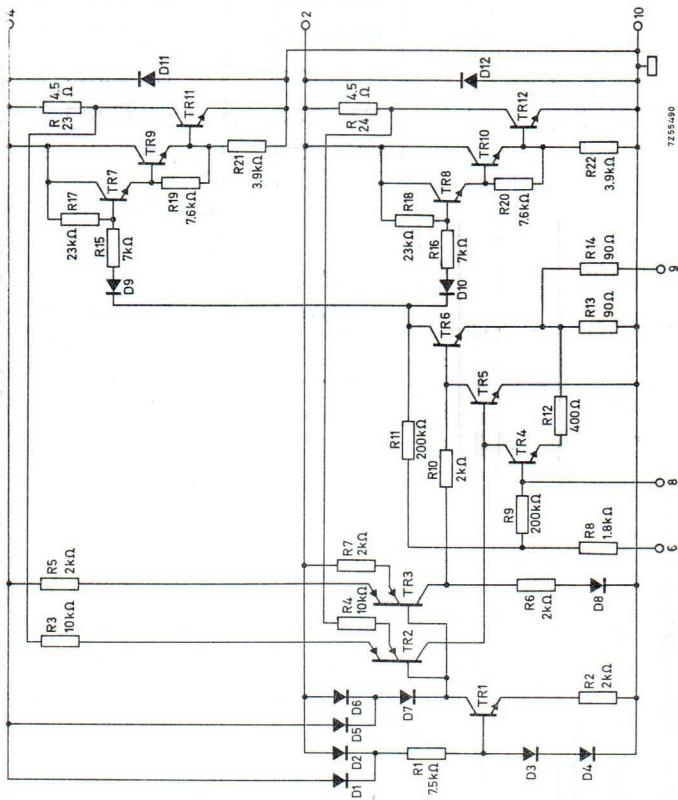 4
2
10
D11
D12
4.5
Ω
R
23
4.5
Ω
R
24
TR11
TR12
TR9
TR10
R21
3.9kΩ
R22
3.9kΩ
7Z55490
TR7
TR8
R19
7.6kΩ
R20
7.6kΩ
R17
23kΩ
R18
23kΩ
R15
7kΩ
R16
7kΩ
R14
90Ω
D9
D10
9
TR6
R13
90Ω
TR5
R12
400Ω
R11
200kΩ
R10
2kΩ
TR4
8
R9
200kΩ
R8
1.8kΩ
6
R5
2kΩ
R7
2kΩ
TR3
R6
2kΩ
D8
R3
10kΩ
R4
10kΩ
TR2
D6
D7
D5
TR1
R2
2kΩ
D2
D1
R1
7.5kΩ
D3
D4